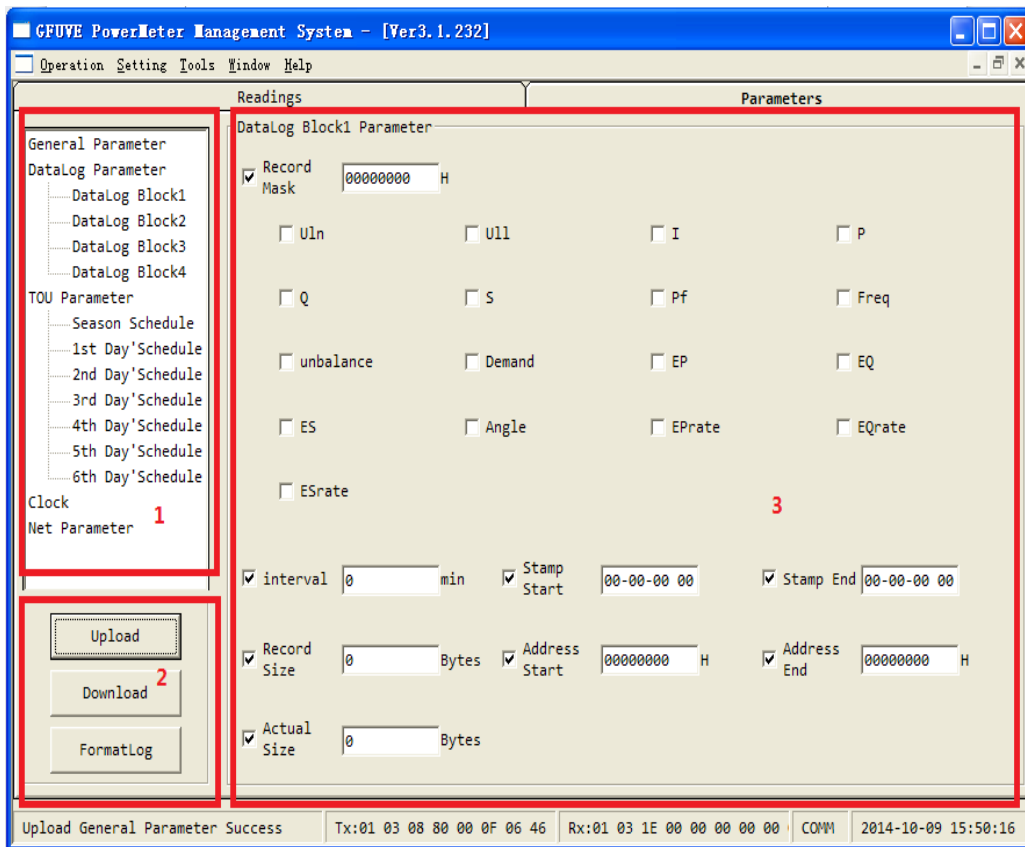 GFUVE PowerMeter Management System - [Ver3.1.232]
Operation Setting Tools Window Help
Readings
Parameters
General Parameter
DataLog Parameter
DataLog Block1
DataLog Block2
DataLog Block3
DataLog Block4
TOU Parameter
Season Schedule
1st Day'Schedule
2nd Day'Schedule
3rd Day'Schedule
4th Day'Schedule
5th Day'Schedule
6th Day'Schedule
Clock
Net Parameter
1
Upload
Download
FormatLog
2
DataLog Block1 Parameter
Record Mask 00000000 H
Uln Ull I P
Q S Pf Freq
unbalance Demand EP EQ
ES Angle EPrate EQrate
ESrate
3
interval 0 min Stamp Start 00-00-00 00 Stamp End 00-00-00 00
Record Size 0 Bytes Address Start 00000000 H Address End 00000000 H
Actual Size 0 Bytes
Upload General Parameter Success Tx:01 03 08 80 00 0F 06 46 Rx:01 03 1E 00 00 00 00 00 COMM 2014-10-09 15:50:16